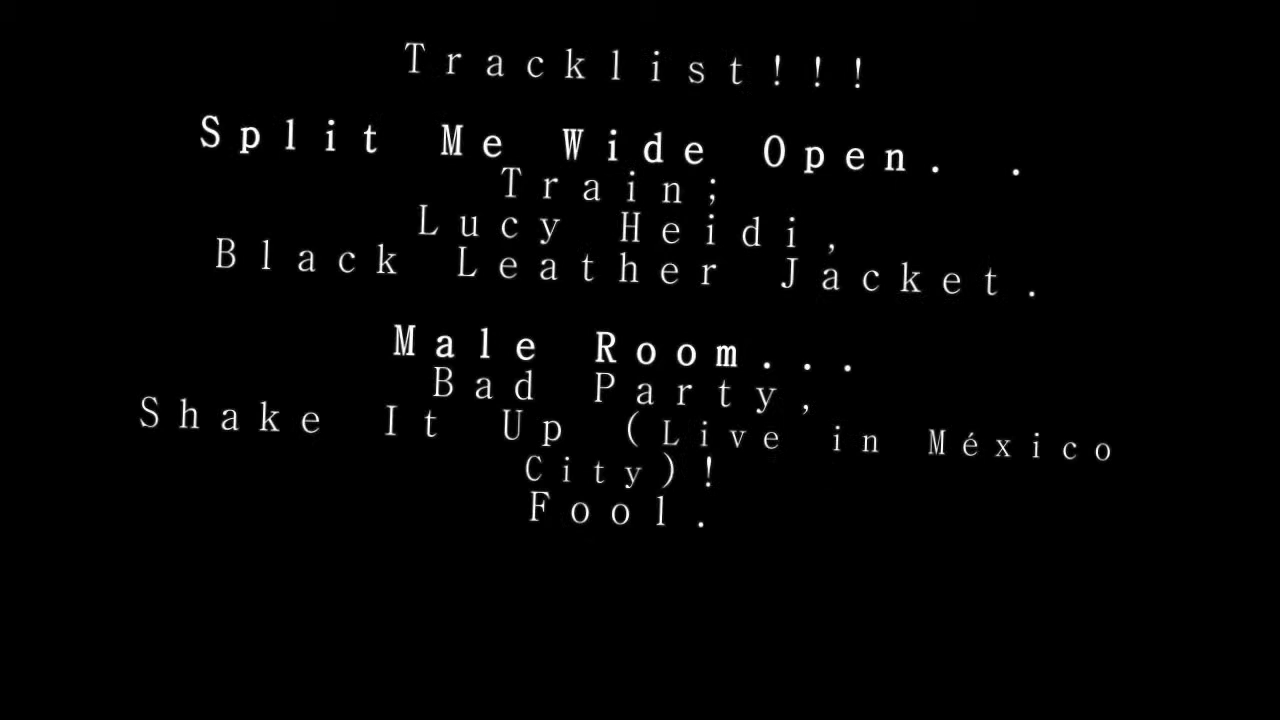 Tracklist!!!
Split Me Wide Open. .
Train;
Lucy Heidi,
Black Leather Jacket.
Male Room...
Bad Party,
Shake It Up (Live in México
City)!
Fool.